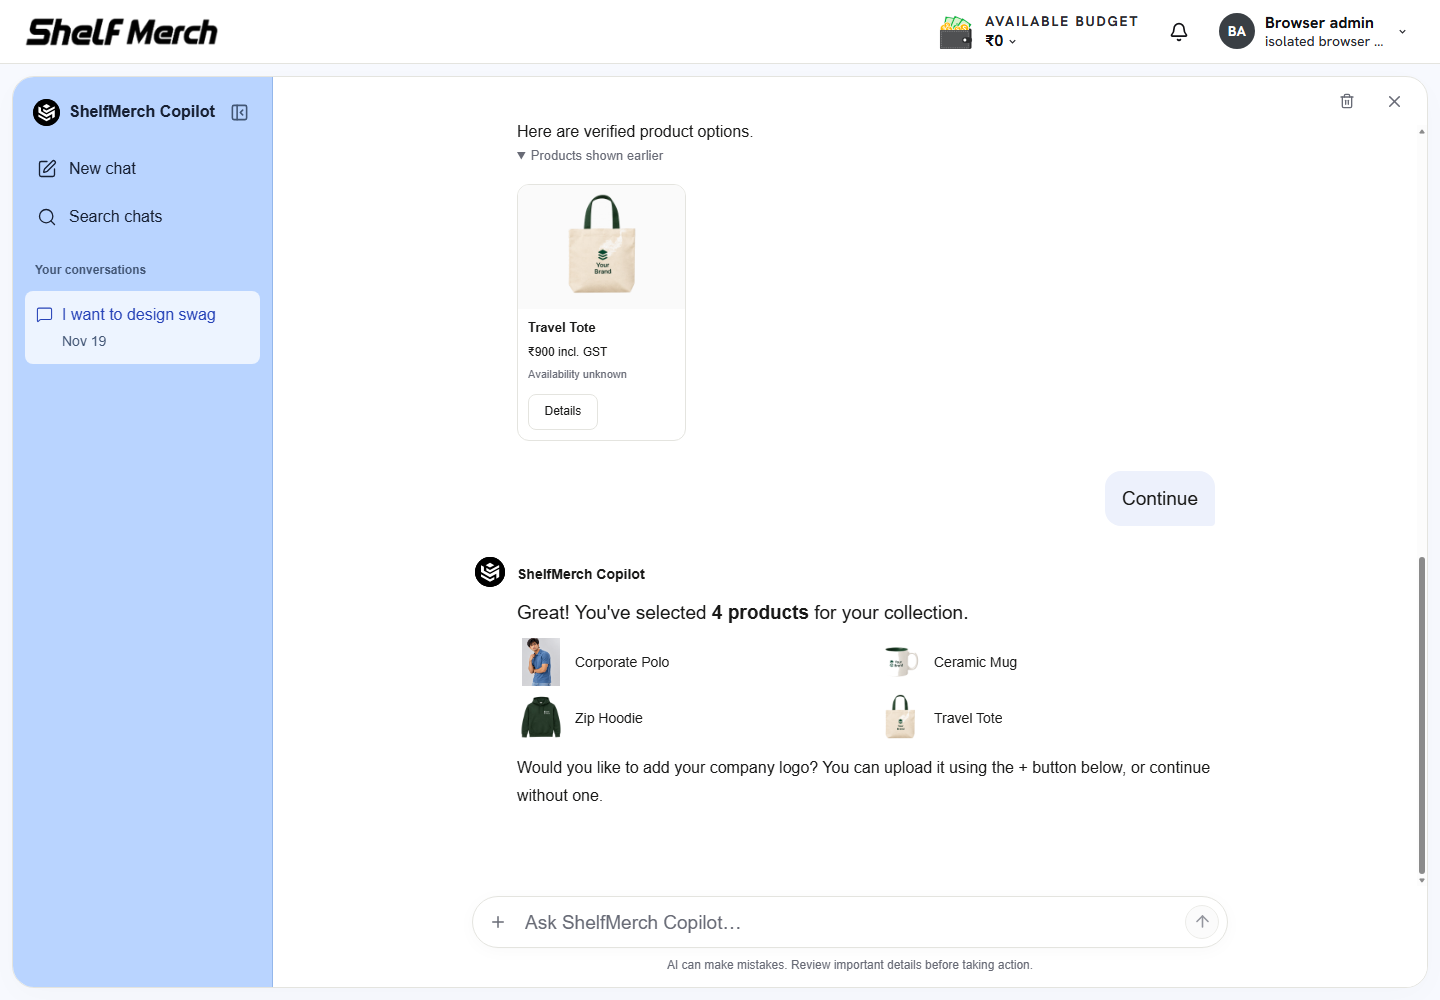 Shelf Merch
AVAILABLE BUDGET
₹0
BA
Browser admin
isolated browser ...
ShelfMerch Copilot
New chat
Search chats
Your conversations
I want to design swag
Nov 19
Here are verified product options.
▼ Products shown earlier
Your
Brand
Travel Tote
₹900 incl. GST
Availability unknown
Details
Continue
ShelfMerch Copilot
Great! You've selected 4 products for your collection.
Corporate Polo
Ceramic Mug
Zip Hoodie
Travel Tote
Would you like to add your company logo? You can upload it using the + button below, or continue
without one.
+ Ask ShelfMerch Copilot…
AI can make mistakes. Review important details before taking action.